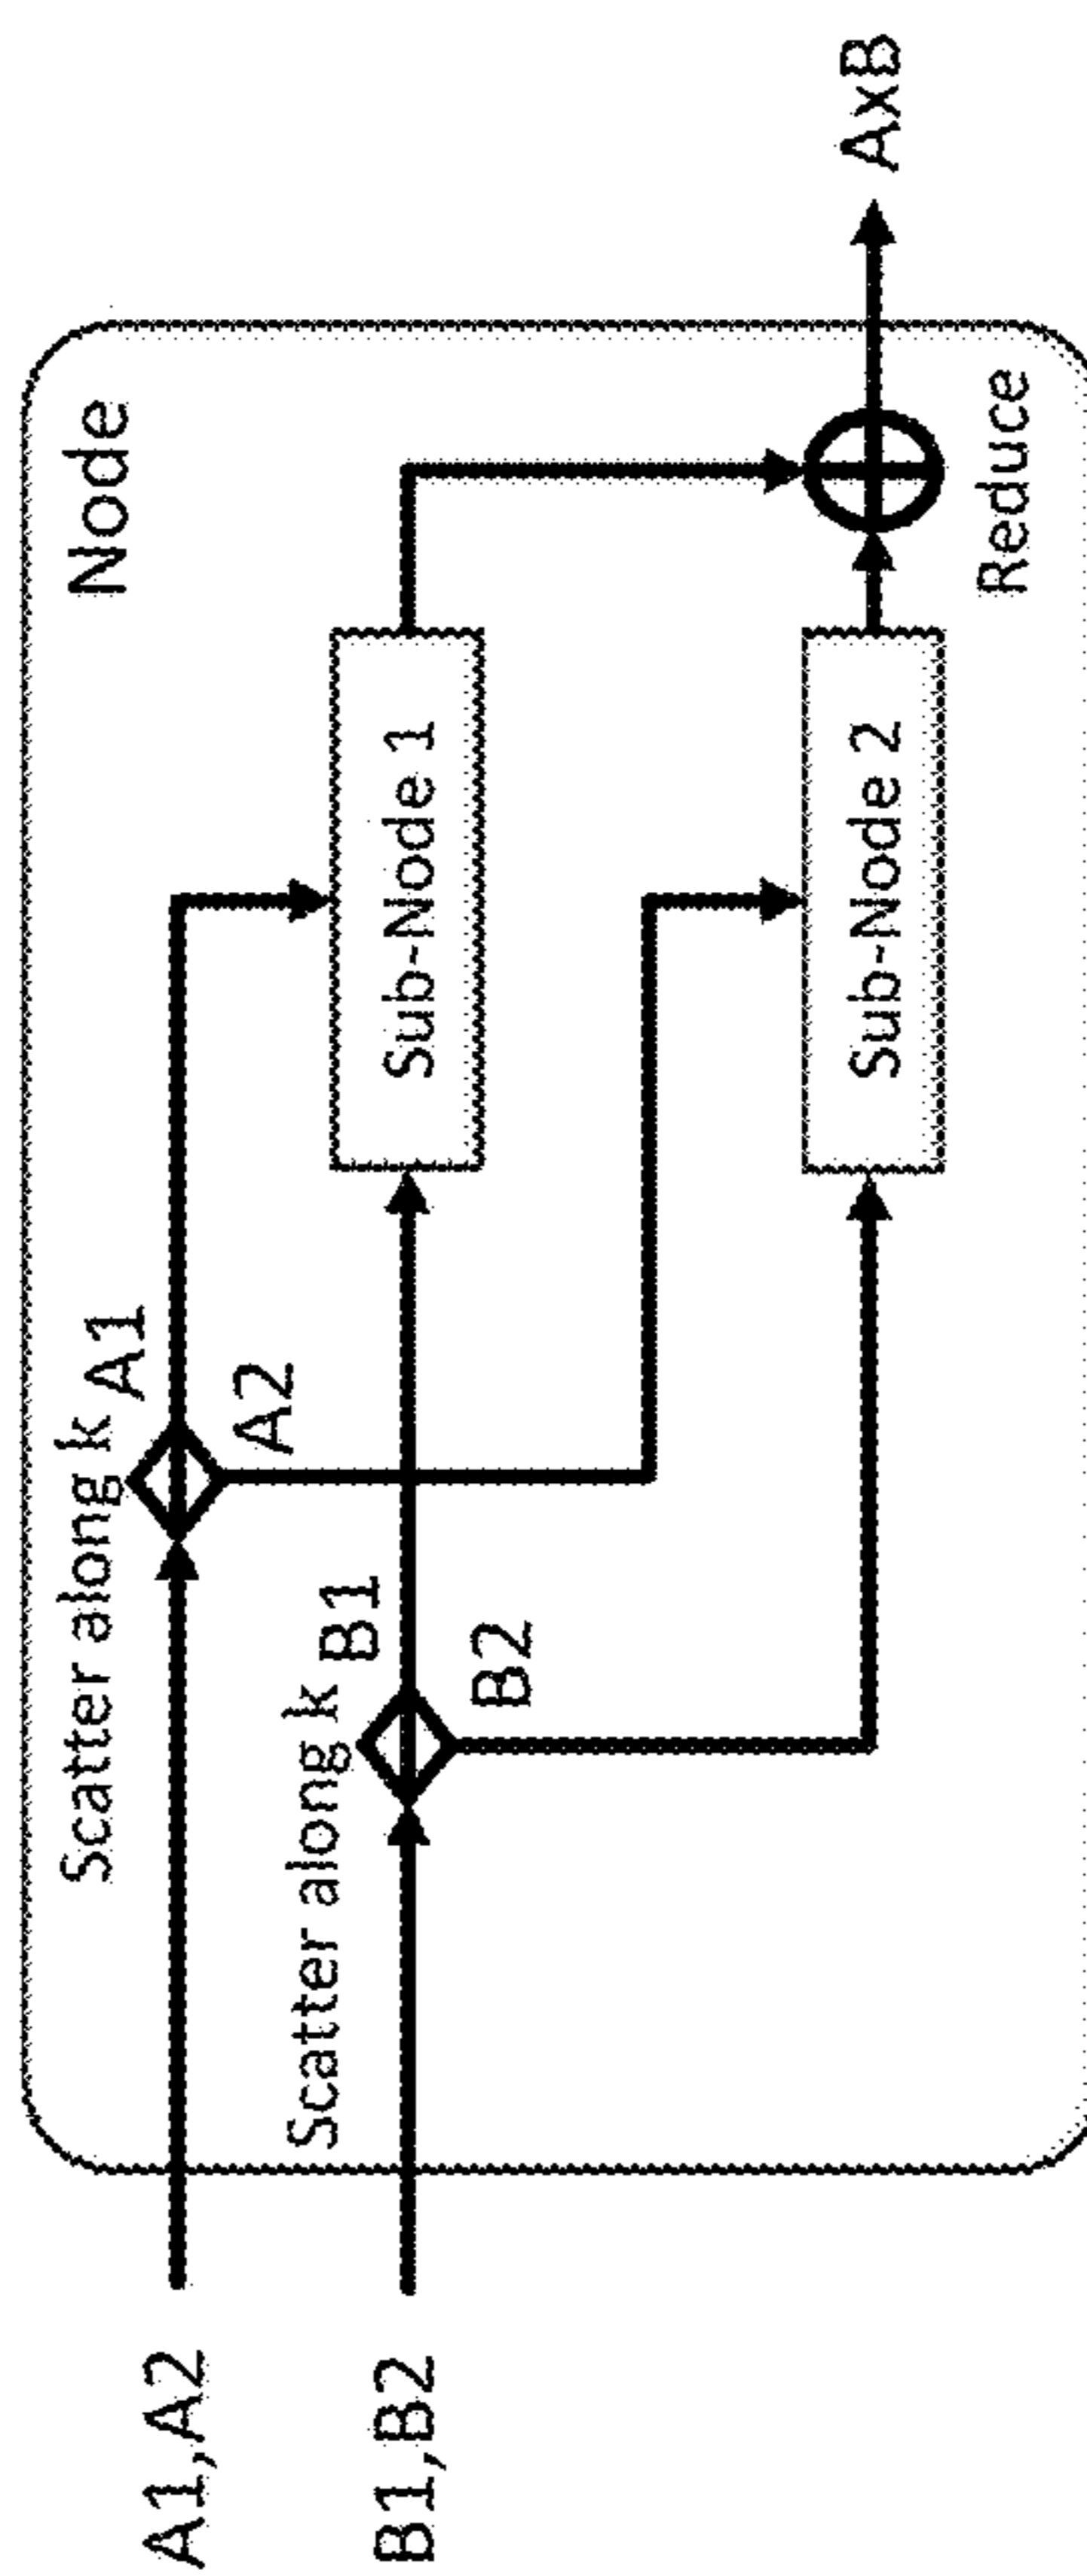 Node
Scatter along k
A1
A1,A2
A2
Scatter along k
B1
Sub-Node 1
B1,B2
B2
Sub-Node 2
AxB
Reduce